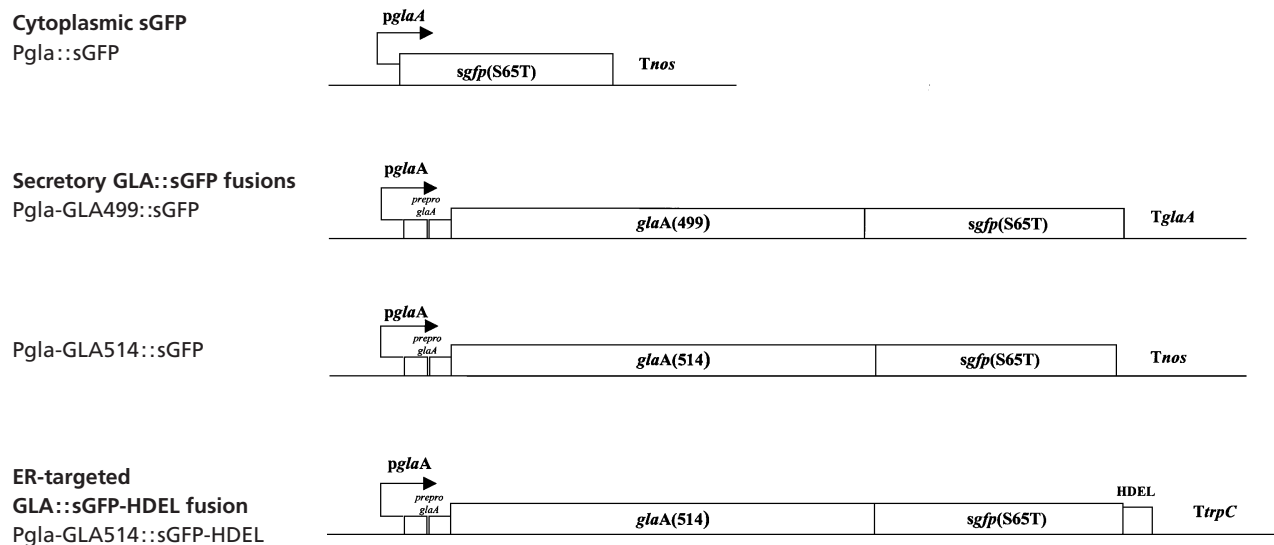 Cytoplasmic sGFP
Pgla::sGFP
pglaA
sgfp(S65T)
Tnos
Secretory GLA::sGFP fusions
Pgla-GLA499::sGFP
pglaA
prepro
glaA
glaA(499)
sgfp(S65T)
TglaA
Pgla-GLA514::sGFP
pglaA
prepro
glaA
glaA(514)
sgfp(S65T)
Tnos
ER-targeted
GLA::sGFP-HDEL fusion
Pgla-GLA514::sGFP-HDEL
pglaA
prepro
glaA
glaA(514)
sgfp(S65T)
HDEL
TtrpC